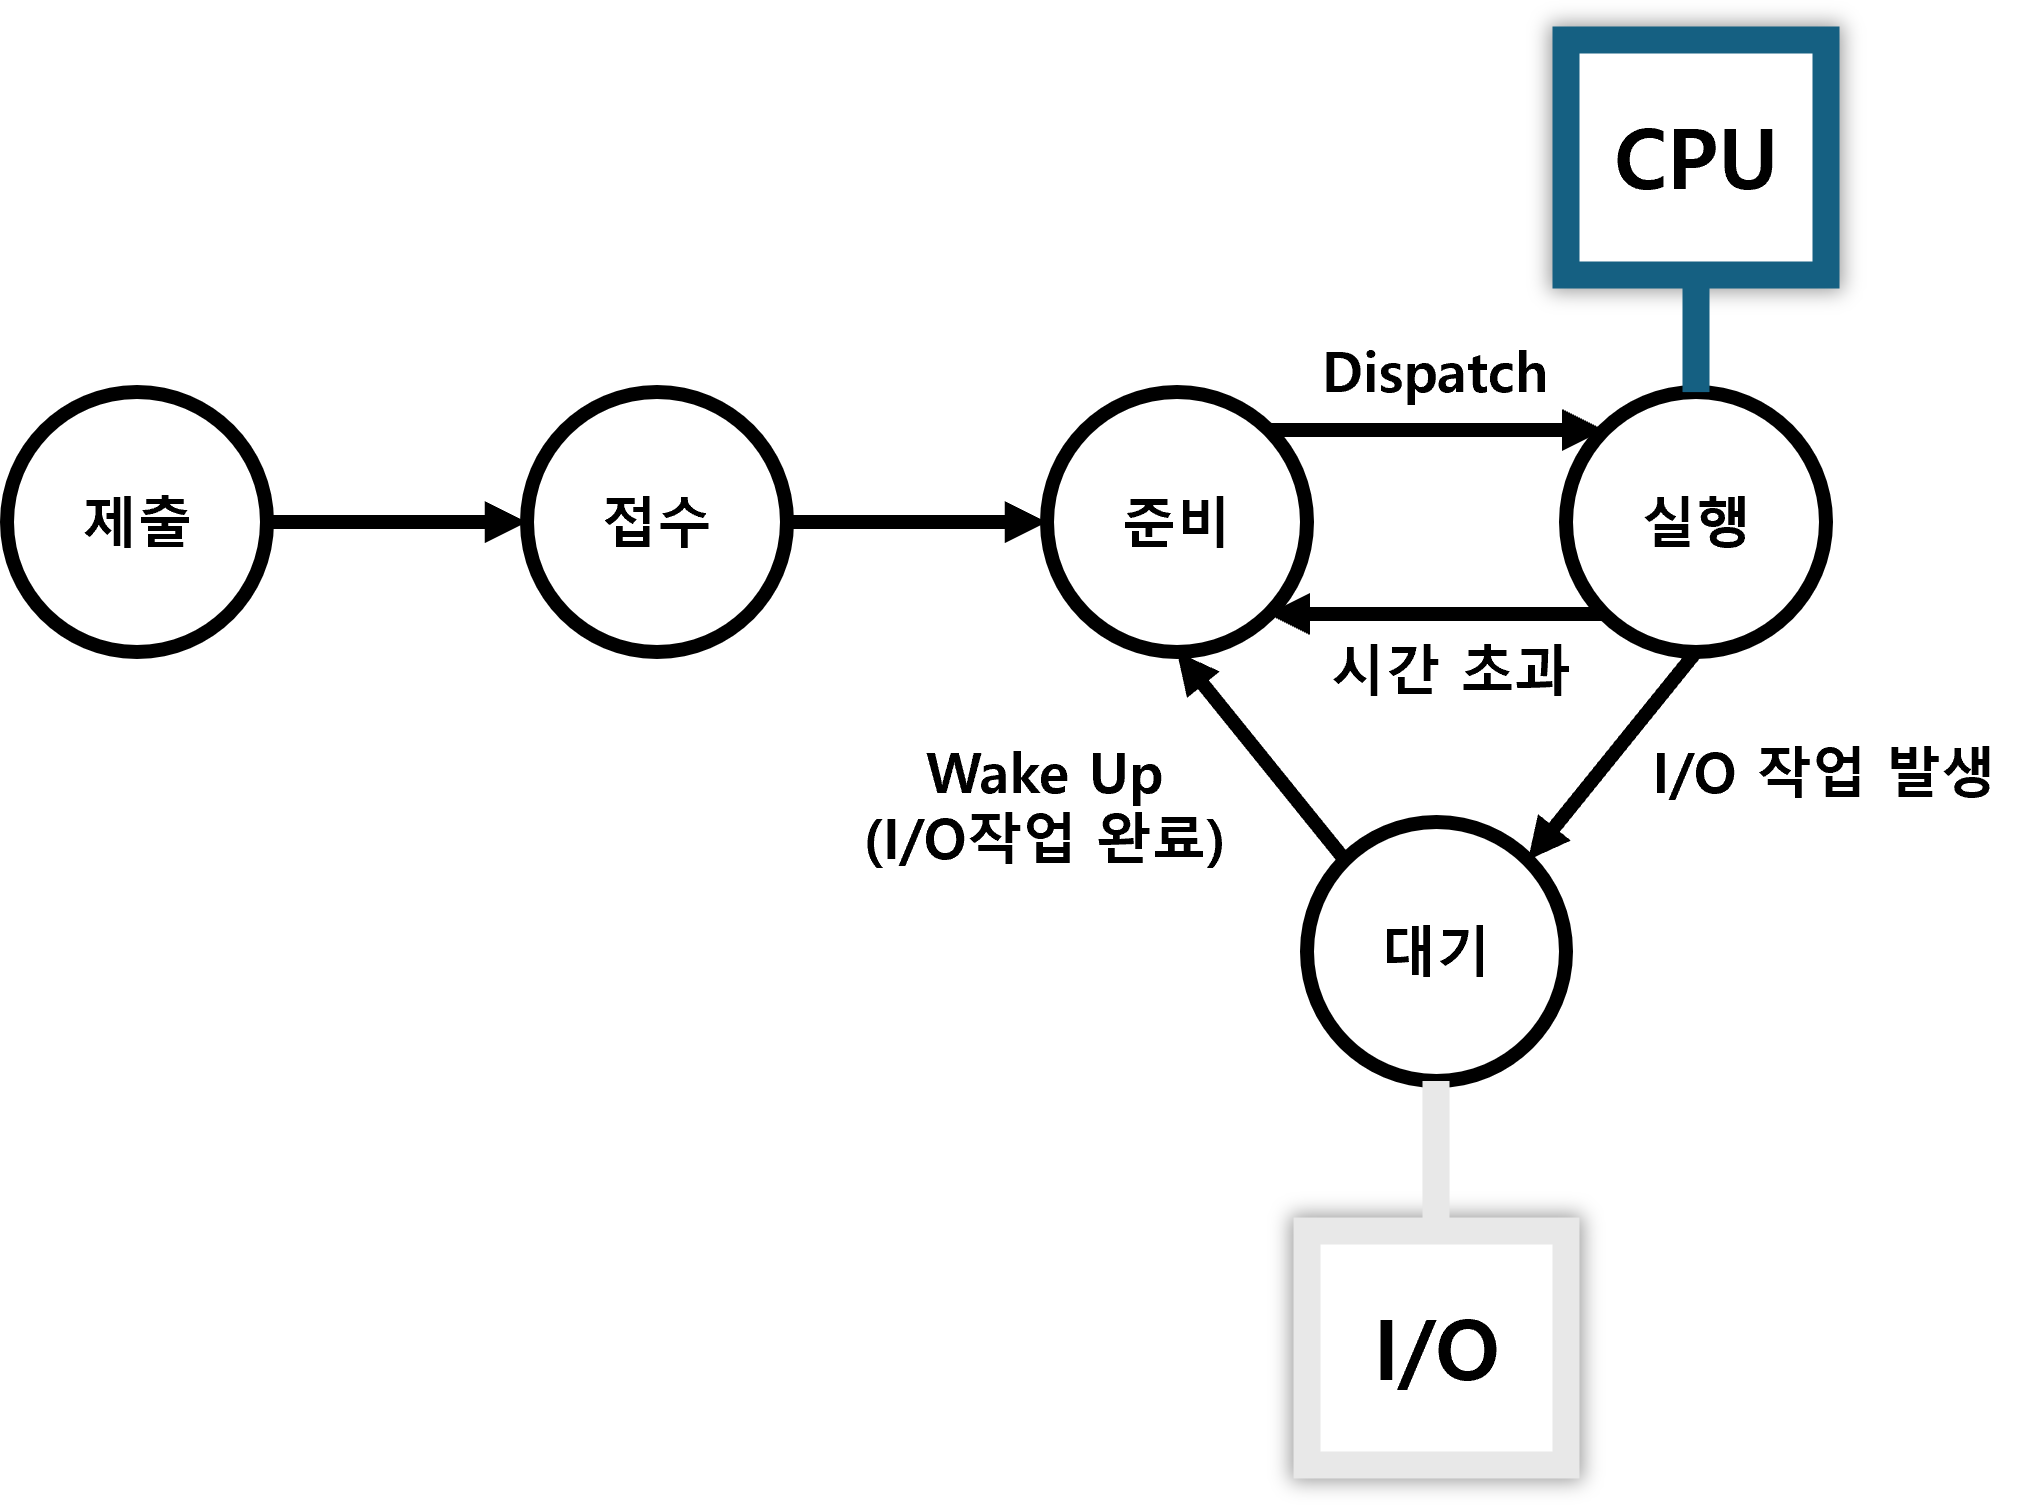 CPU
Dispatch
제출
접수
준비
실행
시간 초과
Wake Up
(I/O작업 완료)
I/O 작업 발생
대기
I/O